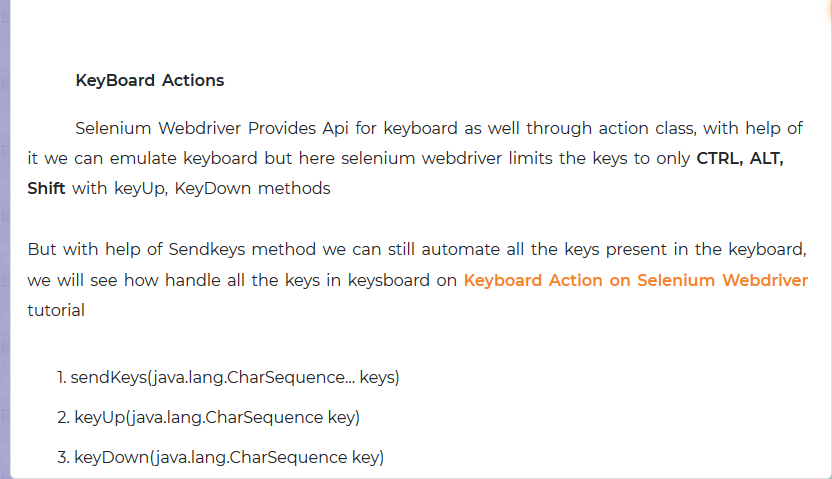 KeyBoard Actions
Selenium Webdriver Provides Api for keyboard as well through action class, with help of
it we can emulate keyboard but here selenium webdriver limits the keys to only CTRL, ALT,
Shift with keyUp, KeyDown methods
But with help of Sendkeys method we can still automate all the keys present in the keyboard,
we will see how handle all the keys in keysboard on Keyboard Action on Selenium Webdriver
tutorial
1. sendKeys(java.lang.CharSequence... keys)
2. keyUp(java.lang.CharSequence key)
3. keyDown(java.lang.CharSequence key)